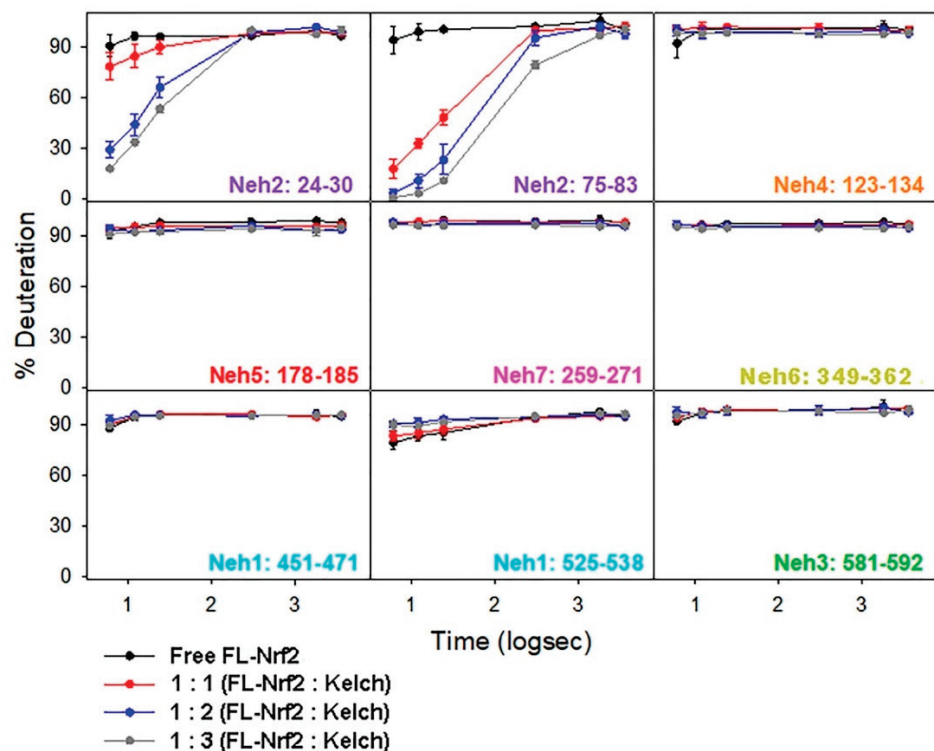 90
60
30
0
Neh2: 24-30
Neh2: 75-83
Neh4: 123-134
90
60
30
0
Neh5: 178-185
Neh7: 259-271
Neh6: 349-362
90
60
30
0
Neh1: 451-471
Neh1: 525-538
Neh3: 581-592
% Deuteration
1 2 3 1 2 3 1 2 3
Time (logsec)
Free FL-Nrf2
1 : 1 (FL-Nrf2 : Kelch)
1 : 2 (FL-Nrf2 : Kelch)
1 : 3 (FL-Nrf2 : Kelch)